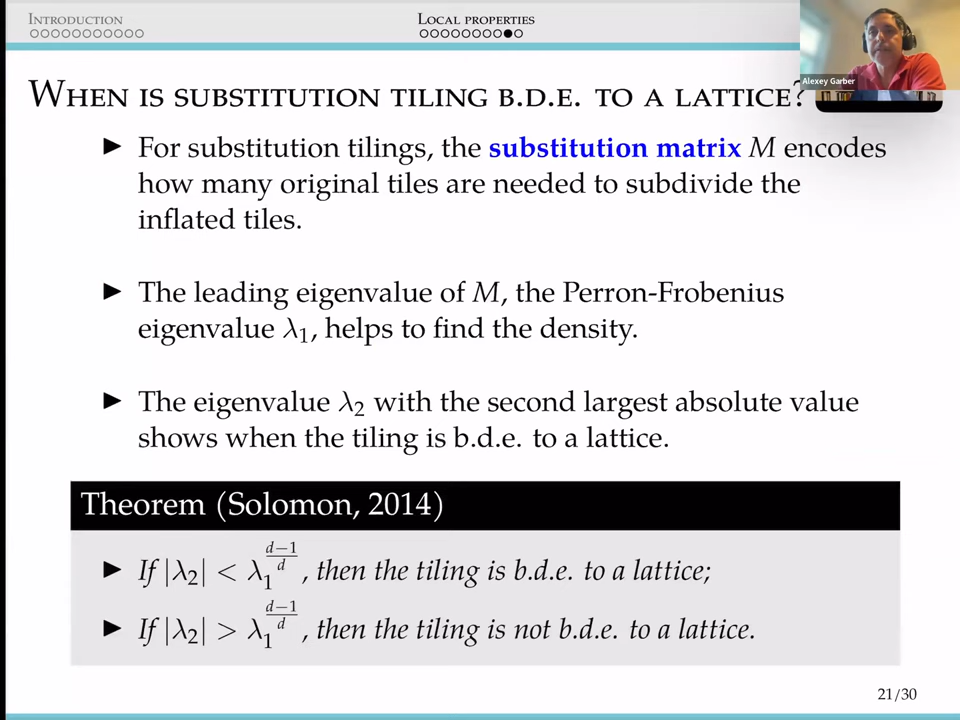 INTRODUCTION
LOCAL PROPERTIES
Alexey Garber
WHEN IS SUBSTITUTION TILING B.D.E. TO A LATTICE?
▶ For substitution tilings, the substitution matrix M encodes
how many original tiles are needed to subdivide the
inflated tiles.
▶ The leading eigenvalue of M, the Perron-Frobenius
eigenvalue λ₁, helps to find the density.
▶ The eigenvalue λ₂ with the second largest absolute value
shows when the tiling is b.d.e. to a lattice.
Theorem (Solomon, 2014)
▶ If |λ₂| < λ₁^{\frac{d−1}{d}}, then the tiling is b.d.e. to a lattice;
▶ If |λ₂| > λ₁^{\frac{d−1}{d}}, then the tiling is not b.d.e. to a lattice.
21/30